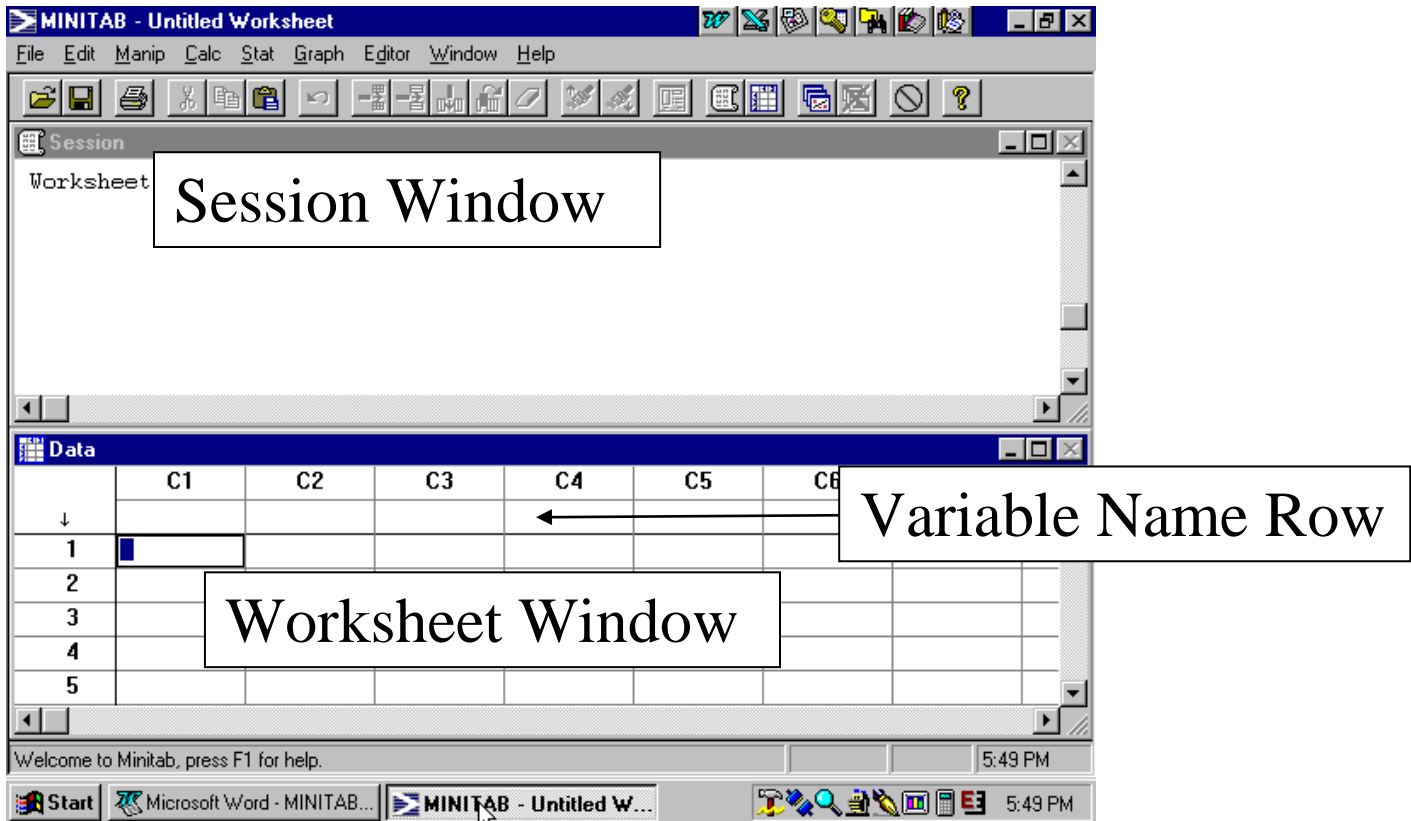 MINITAB - Untitled Worksheet
File Edit Manip Calc Stat Graph Editor Window Help
Session
Worksheet
Session Window
Data
C1 C2 C3 C4 C5 C6
↓
Variable Name Row
1
2
Worksheet Window
3
4
5
Welcome to Minitab, press F1 for help. 5:49 PM
Start Microsoft Word - MINITAB... MINITAB - Untitled W... 5:49 PM